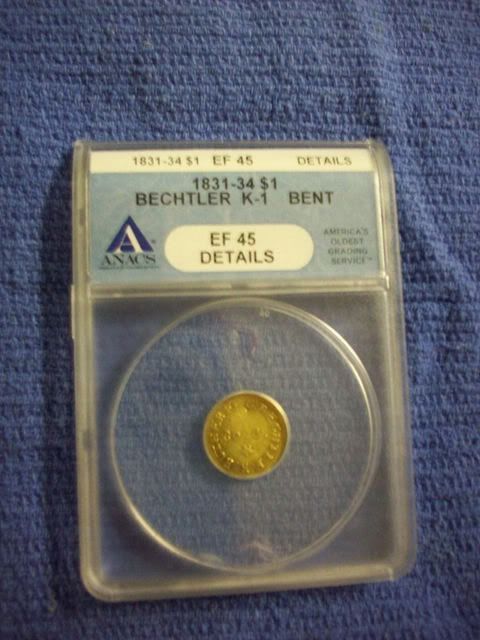 1831-34 $1 EF 45 DETAILS
1831-34 $1
BECHTLER K-1 BENT
ANACS
EF 45
DETAILS
AMERICA'S
OLDEST
GRADING
SERVICE™